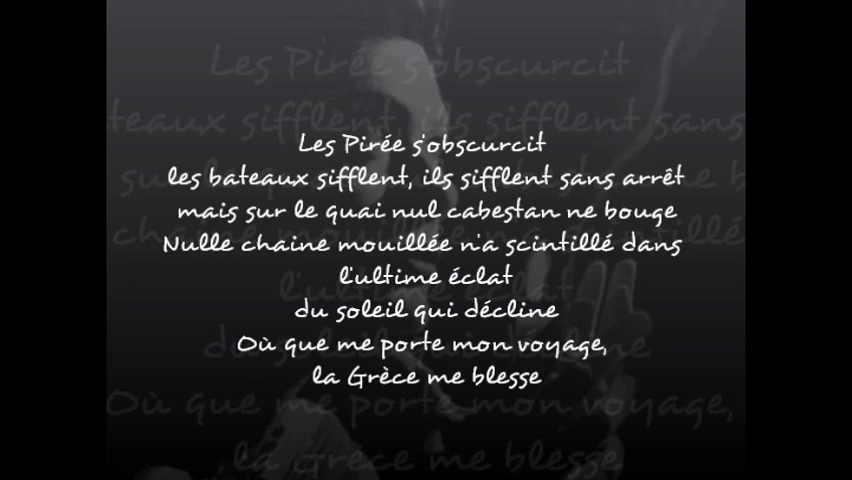 Les Pirée s'obscurcit
les bateaux sifflent, ils sifflent sans arrêt
mais sur le quai nul cabestan ne bouge
Nulle chaine mouillée n'a scintillé dans
l'ultime éclat
du soleil qui décline
Où que me porte mon voyage,
la Grèce me blesse